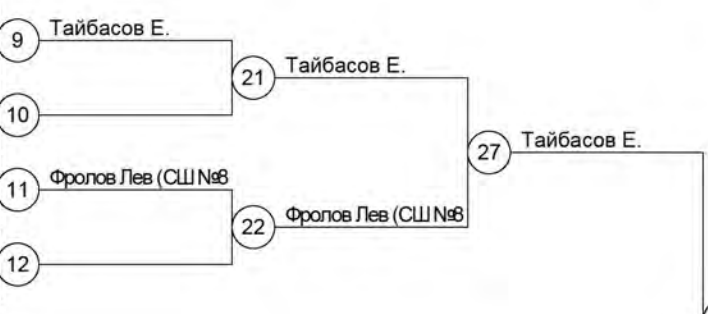 9 Тайбасов Е.
21 Тайбасов Е.
10
27 Тайбасов Е.
11 Фролов Лев (СШ №8
22 Фролов Лев (СШ №8
12